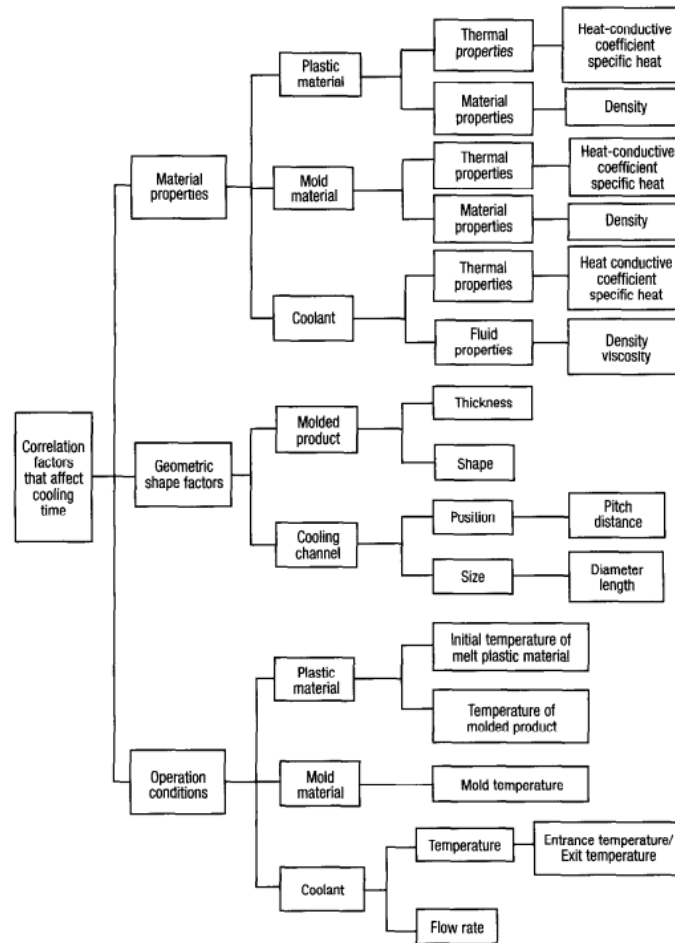 Thermal
properties
Heat-conductive
coefficient
specific heat
Plastic
material
Material
properties
Density
Material
properties
Mold
material
Thermal
properties
Heat-conductive
coefficient
specific heat
Material
properties
Density
Coolant
Thermal
properties
Heat conductive
coefficient
specific heat
Fluid
properties
Density
viscosity
Correlation
factors
that affect
cooling
time
Geometric
shape factors
Molded
product
Thickness
Shape
Cooling
channel
Position
Pitch
distance
Size
Diameter
length
Operation
conditions
Plastic
material
Initial temperature of
melt plastic material
Temperature of
molded product
Mold
material
Mold temperature
Coolant
Temperature
Entrance temperature/
Exit temperature
Flow rate